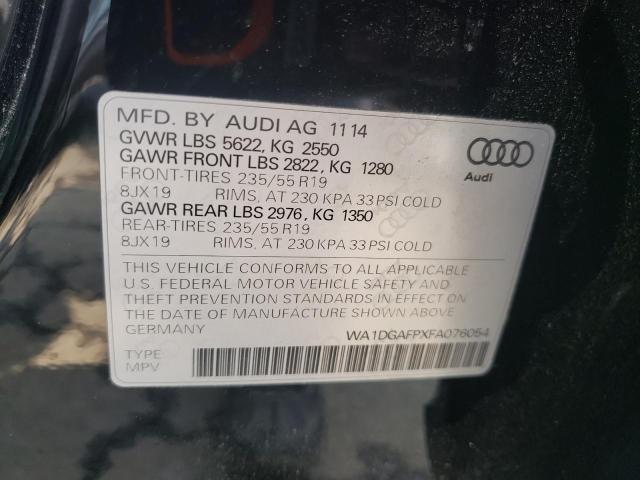 MFD. BY AUDI AG 11 14
GVWR LBS 5622, KG 2550
GAWR FRONT LBS 2822, KG 1280
FRONT-TIRES 235/55 R19
8JX19 RIMS, AT 230 KPA 33 PSI COLD
GAWR REAR LBS 2976, KG 1350
REAR-TIRES 235/55 R19
8JX19 RIMS, AT 230 KPA 33 PSI COLD
Audi
THIS VEHICLE CONFORMS TO ALL APPLICABLE
U.S. FEDERAL MOTOR VEHICLE SAFETY AND
THEFT PREVENTION STANDARDS IN EFFECT ON
THE DATE OF MANUFACTURE SHOWN ABOVE
GERMANY
WA1DGAFPXFA076054
TYPE:
MPV